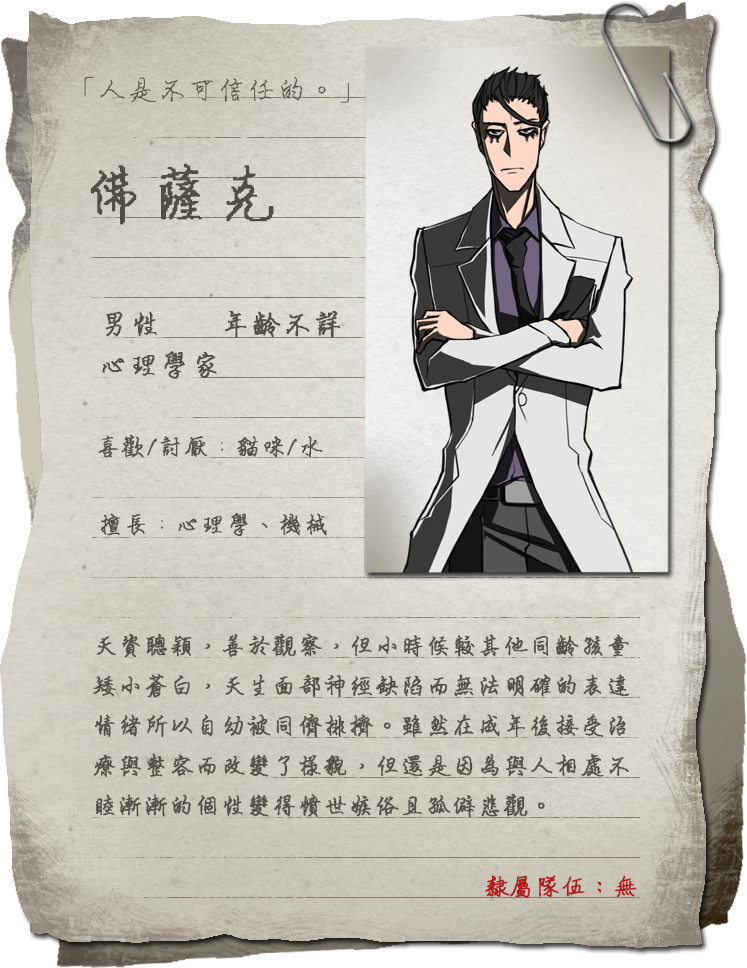 「人是不可信任的。」
佛薩克
男性　　年齡不詳
心理學家
喜歡/討厭：貓咪/水
擅長：心理學、機械
天資聰穎，善於觀察，但小時候較其他同齡孩童
矮小蒼白，天生面部神經缺陷而無法明確的表達
情緒所以自幼被同儕排擠。雖然在成年後接受治
療與整容而改變了樣貌，但還是因為與人相處不
睦漸漸的個性變得憤世嫉俗且孤僻悲觀。
隸屬隊伍：無